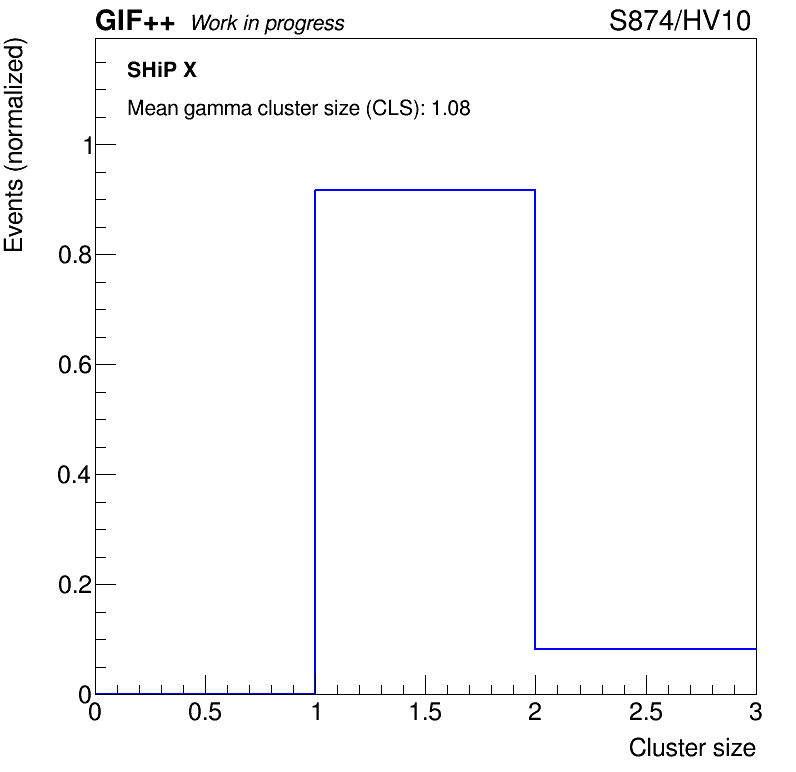 GIF++ Work in progress S874/HV10
SHiP X
Mean gamma cluster size (CLS): 1.08
Events (normalized)
1
0.8
0.6
0.4
0.2
0
0 0.5 1 1.5 2 2.5 3
Cluster size